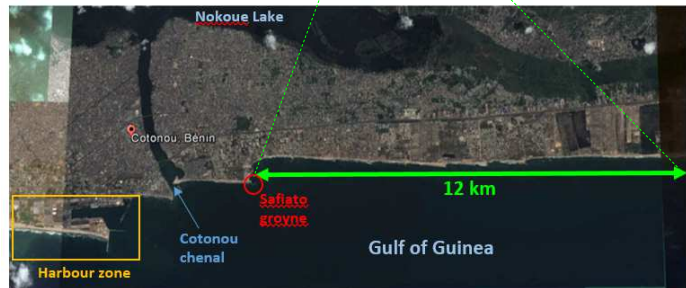 Nokoue Lake
Cotonou, Bénin
12 km
Safiato
groyne
Cotonou
chenal
Gulf of Guinea
Harbour zone